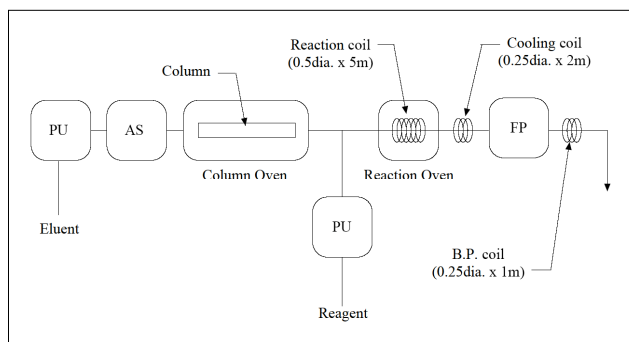 Reaction coil
(0.5dia. x 5m)
Cooling coil
(0.25dia. x 2m)
Column
PU
AS
FP
Column Oven
Reaction Oven
PU
Eluent
B.P. coil
(0.25dia. x 1m)
Reagent